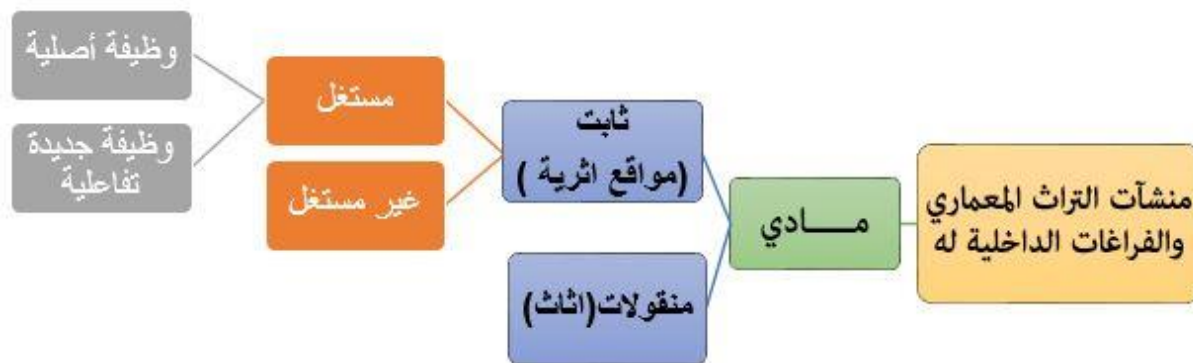 منشآت التراث المعماري
والفراغات الداخلية له
مـــــادي
ثابت
(مواقع اثرية )
منقولات(اثاث)
مستغل
غير مستغل
وظيفة أصلية
وظيفة جديدة
تفاعلية